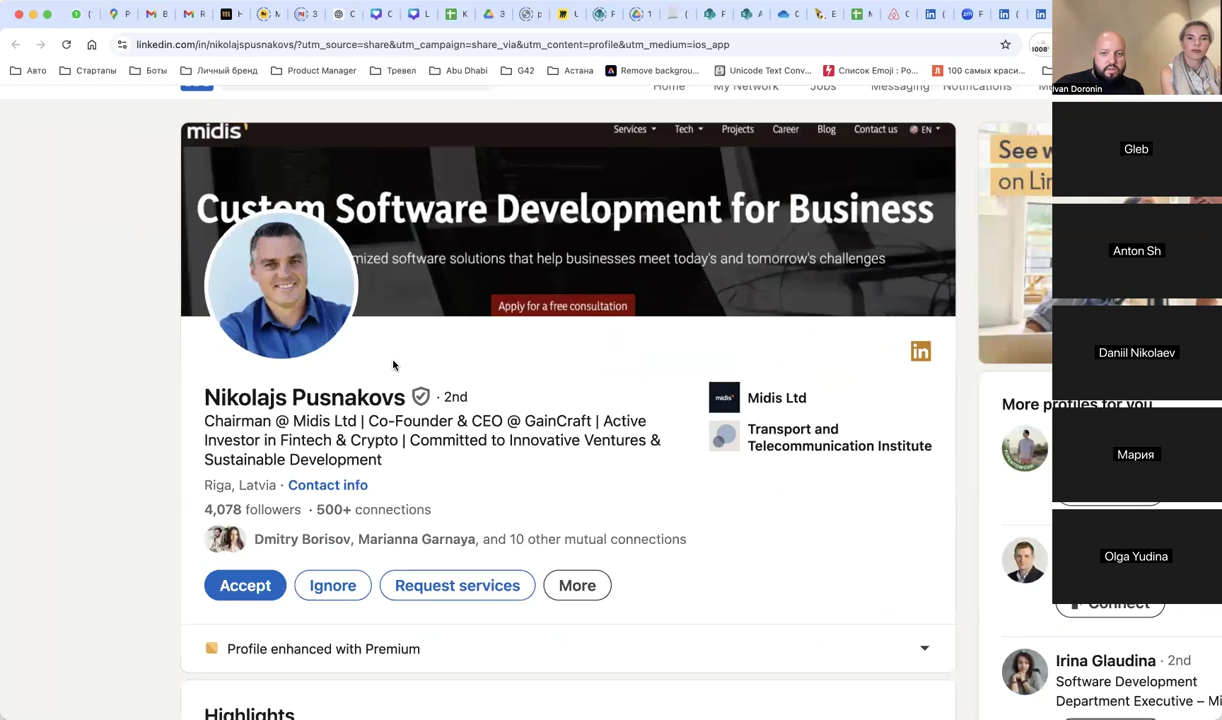 linkedin.com/in/nikolajspusnakovs/?utm_source=share&utm_campaign=share_via&utm_content=profile&utm_medium=ios_app
Авто
Стартапы
Боты
Личный бренд
Product Manager
Тревел
Abu Dhabi
G42
Астана
Remove backgrou...
Unicode Text Conv...
Список Emoji : Po...
100 самых краси...
Ivan Doronin
Home
My Network
Jobs
Messaging
Notifications
midis
Services
Tech
Projects
Career
Blog
Contact us
EN
Custom Software Development for Business
mized software solutions that help businesses meet today's and tomorrow's challenges
Apply for a free consultation
See w
on Lin
Nikolajs Pusnakovs · 2nd
Chairman @ Midis Ltd | Co-Founder & CEO @ GainCraft | Active
Investor in Fintech & Crypto | Committed to Innovative Ventures &
Sustainable Development
Riga, Latvia · Contact info
4,078 followers · 500+ connections
Dmitry Borisov, Marianna Garnaya, and 10 other mutual connections
Accept
Ignore
Request services
More
in
midis
Midis Ltd
Transport and
Telecommunication Institute
Profile enhanced with Premium
Highlights
More profiles for you
Connect
Irina Glaudina · 2nd
Software Development
Department Executive – Mi
Gleb
Anton Sh
Daniil Nikolaev
Мария
Olga Yudina